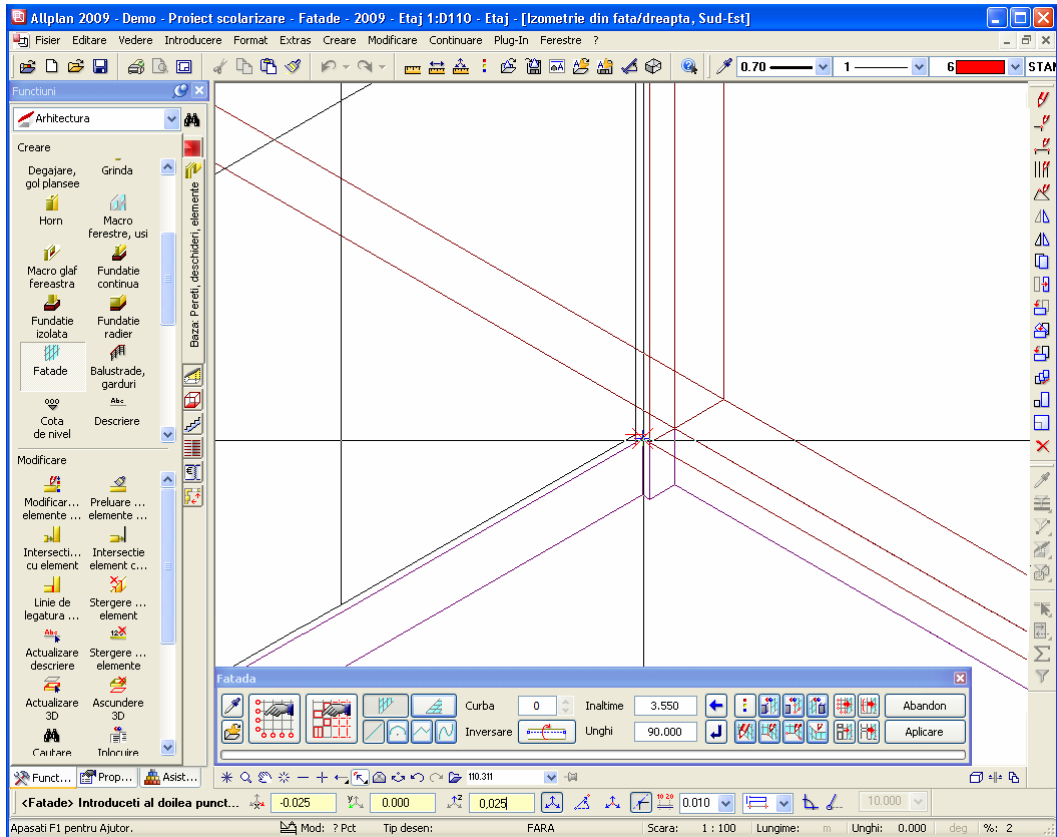 Allplan 2009 - Demo - Proiect scolarizare - Fatade - 2009 - Etaj 1:D110 - Etaj - [Izometrie din fata/dreapta, Sud-Est]
Fisier Editare Vedere Introducere Format Extras Creare Modificare Continuare Plug-In Ferestre ?
0.70 1 6 STAN
Functiuni
Arhitectura
Creare
Degajare, Grinda
gol plansee
Horn Macro
ferestre, usi
Macro glaf Fundatie
fereastra continua
Fundatie Fundatie
izolata radier
Fatade Balustrade,
garduri
Cota Descriere
de nivel
Baza: Pereti, deschideri, elemente
Modificare
Modificar... Preluare ...
elemente ... elemente ...
Intersecti... Intersectie
cu element element c...
Linie de Stergere ...
legatura ... element
Actualizare Stergere ...
descriere elemente
Actualizare Ascundere
3D 3D
Cautare Inlocuire
Fatada
Curba 0 Inaltime 3.550 Abandon
Inversare Unghi 90.000 Aplicare
Funct... Prop... Asist... 110.311
<Fatade> Introduceti al doilea punct... -0.025 0.000 0,025 0.010 10.000
Apasati F1 pentru Ajutor. Mod: ? Pct Tip desen: FARA Scara: 1 : 100 Lungime: m Unghi: 0.000 deg %: 2